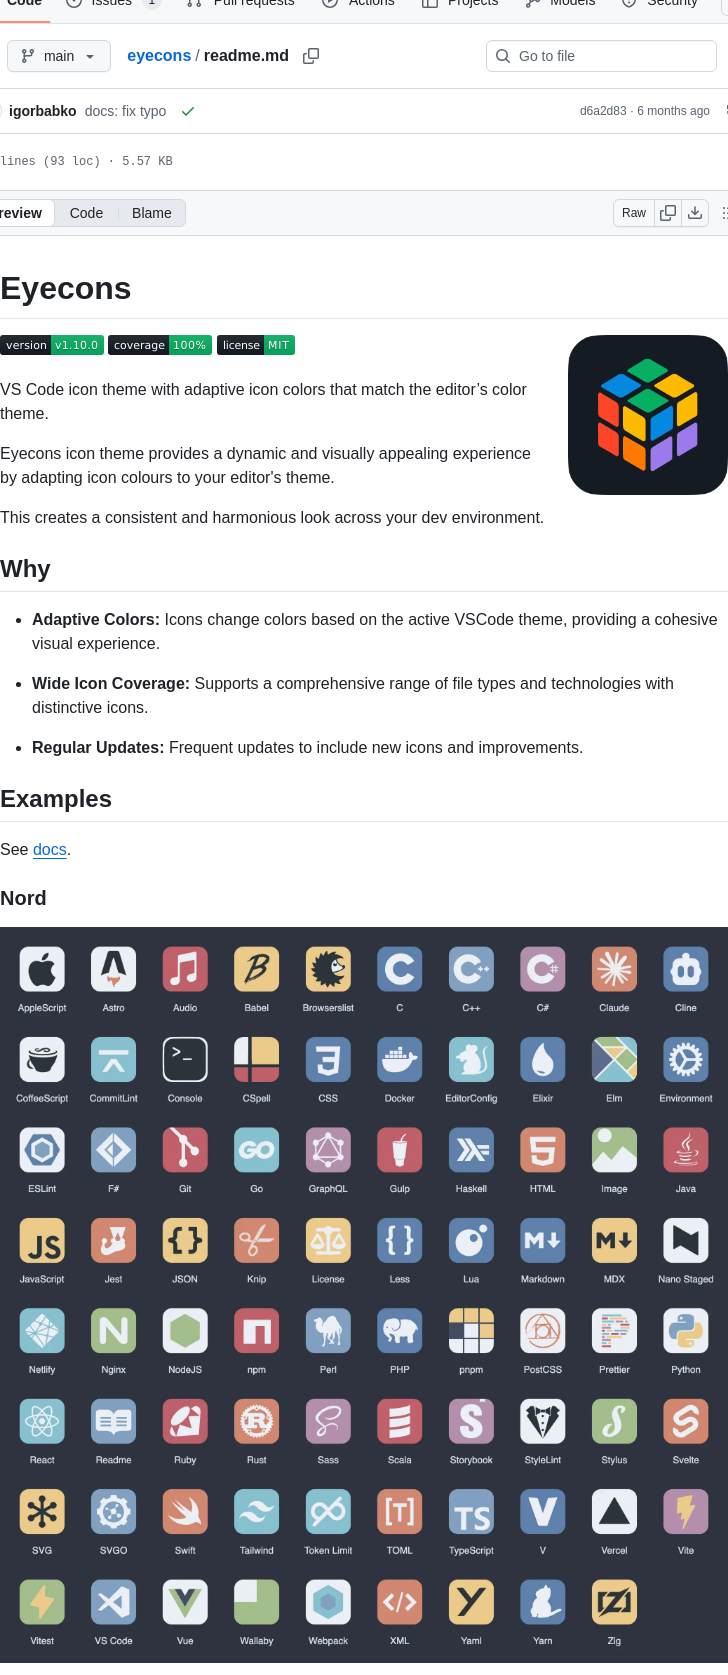 Code Issues 1 Pull requests Actions Projects Models Security
main eyecons / readme.md Go to file
igorbabko docs: fix typo d6a2d83 · 6 months ago
lines (93 loc) · 5.57 KB
review Code Blame Raw
Eyecons
version v1.10.0 coverage 100% license MIT
VS Code icon theme with adaptive icon colors that match the editor’s color
theme.
Eyecons icon theme provides a dynamic and visually appealing experience
by adapting icon colours to your editor's theme.
This creates a consistent and harmonious look across your dev environment.
Why
Adaptive Colors: Icons change colors based on the active VSCode theme, providing a cohesive
visual experience.
Wide Icon Coverage: Supports a comprehensive range of file types and technologies with
distinctive icons.
Regular Updates: Frequent updates to include new icons and improvements.
Examples
See docs.
Nord
B C C++ C#
AppleScript Astro Audio Babel Browserslist C C++ C# Claude Cline
>_ 3
CoffeeScript CommitLint Console CSpell CSS Docker EditorConfig Elixir Elm Environment
GO 5
ESLint F# Git Go GraphQL Gulp Haskell HTML Image Java
JS {} {} M↓ M↓ N
JavaScript Jest JSON Knip License Less Lua Markdown MDX Nano Staged
N n
Netlify Nginx NodeJS npm Perl PHP pnpm PostCSS Prettier Python
R S S S S
React Readme Ruby Rust Sass Scala Storybook StyleLint Stylus Svelte
[T] TS V
SVG SVGO Swift Tailwind Token Limit TOML TypeScript V Vercel Vite
</> Y Z
Vitest VS Code Vue Wallaby Webpack XML Yaml Yarn Zig